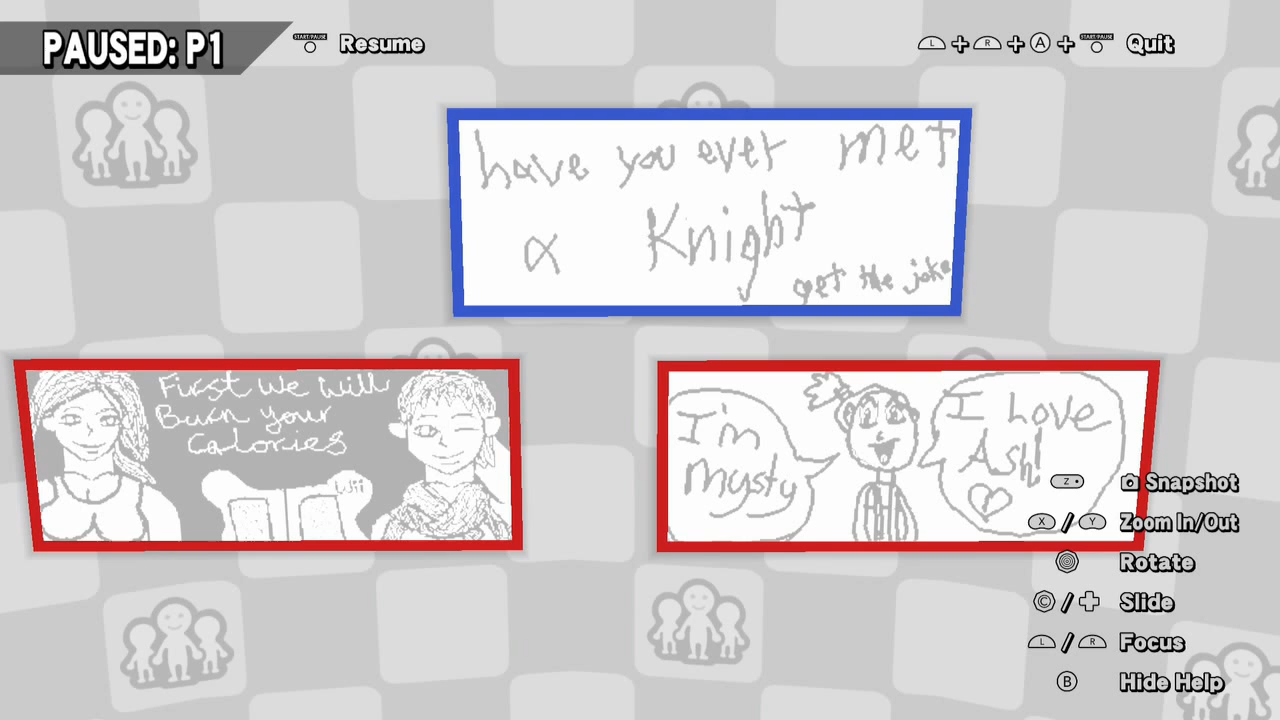 PAUSED: P1
START/PAUSE Resume
L + R + A + START/PAUSE Quit
have you ever met
a Knight
get the joke
First we will
Burn your
Calories
Wii
I'm
Mysty
I Love
Ash!
Z Snapshot
X / Y Zoom In/Out
Rotate
C / Slide
L / R Focus
B Hide Help